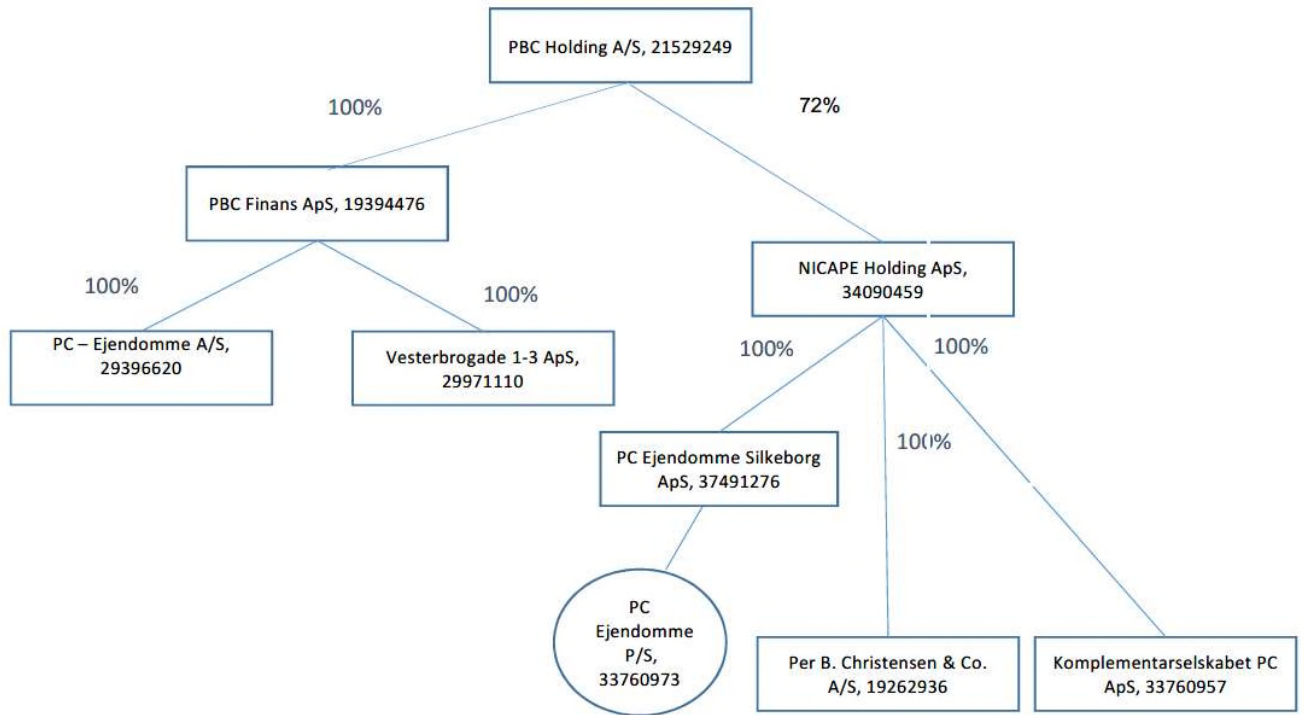 PBC Holding A/S, 21529249
100%
72%
PBC Finans ApS, 19394476
NICAPE Holding ApS,
34090459
100%
100%
PC – Ejendomme A/S,
29396620
Vesterbrogade 1-3 ApS,
29971110
100%
100%
100%
PC Ejendomme Silkeborg
ApS, 37491276
PC
Ejendomme
P/S,
33760973
Per B. Christensen & Co.
A/S, 19262936
Komplementarselskabet PC
ApS, 33760957